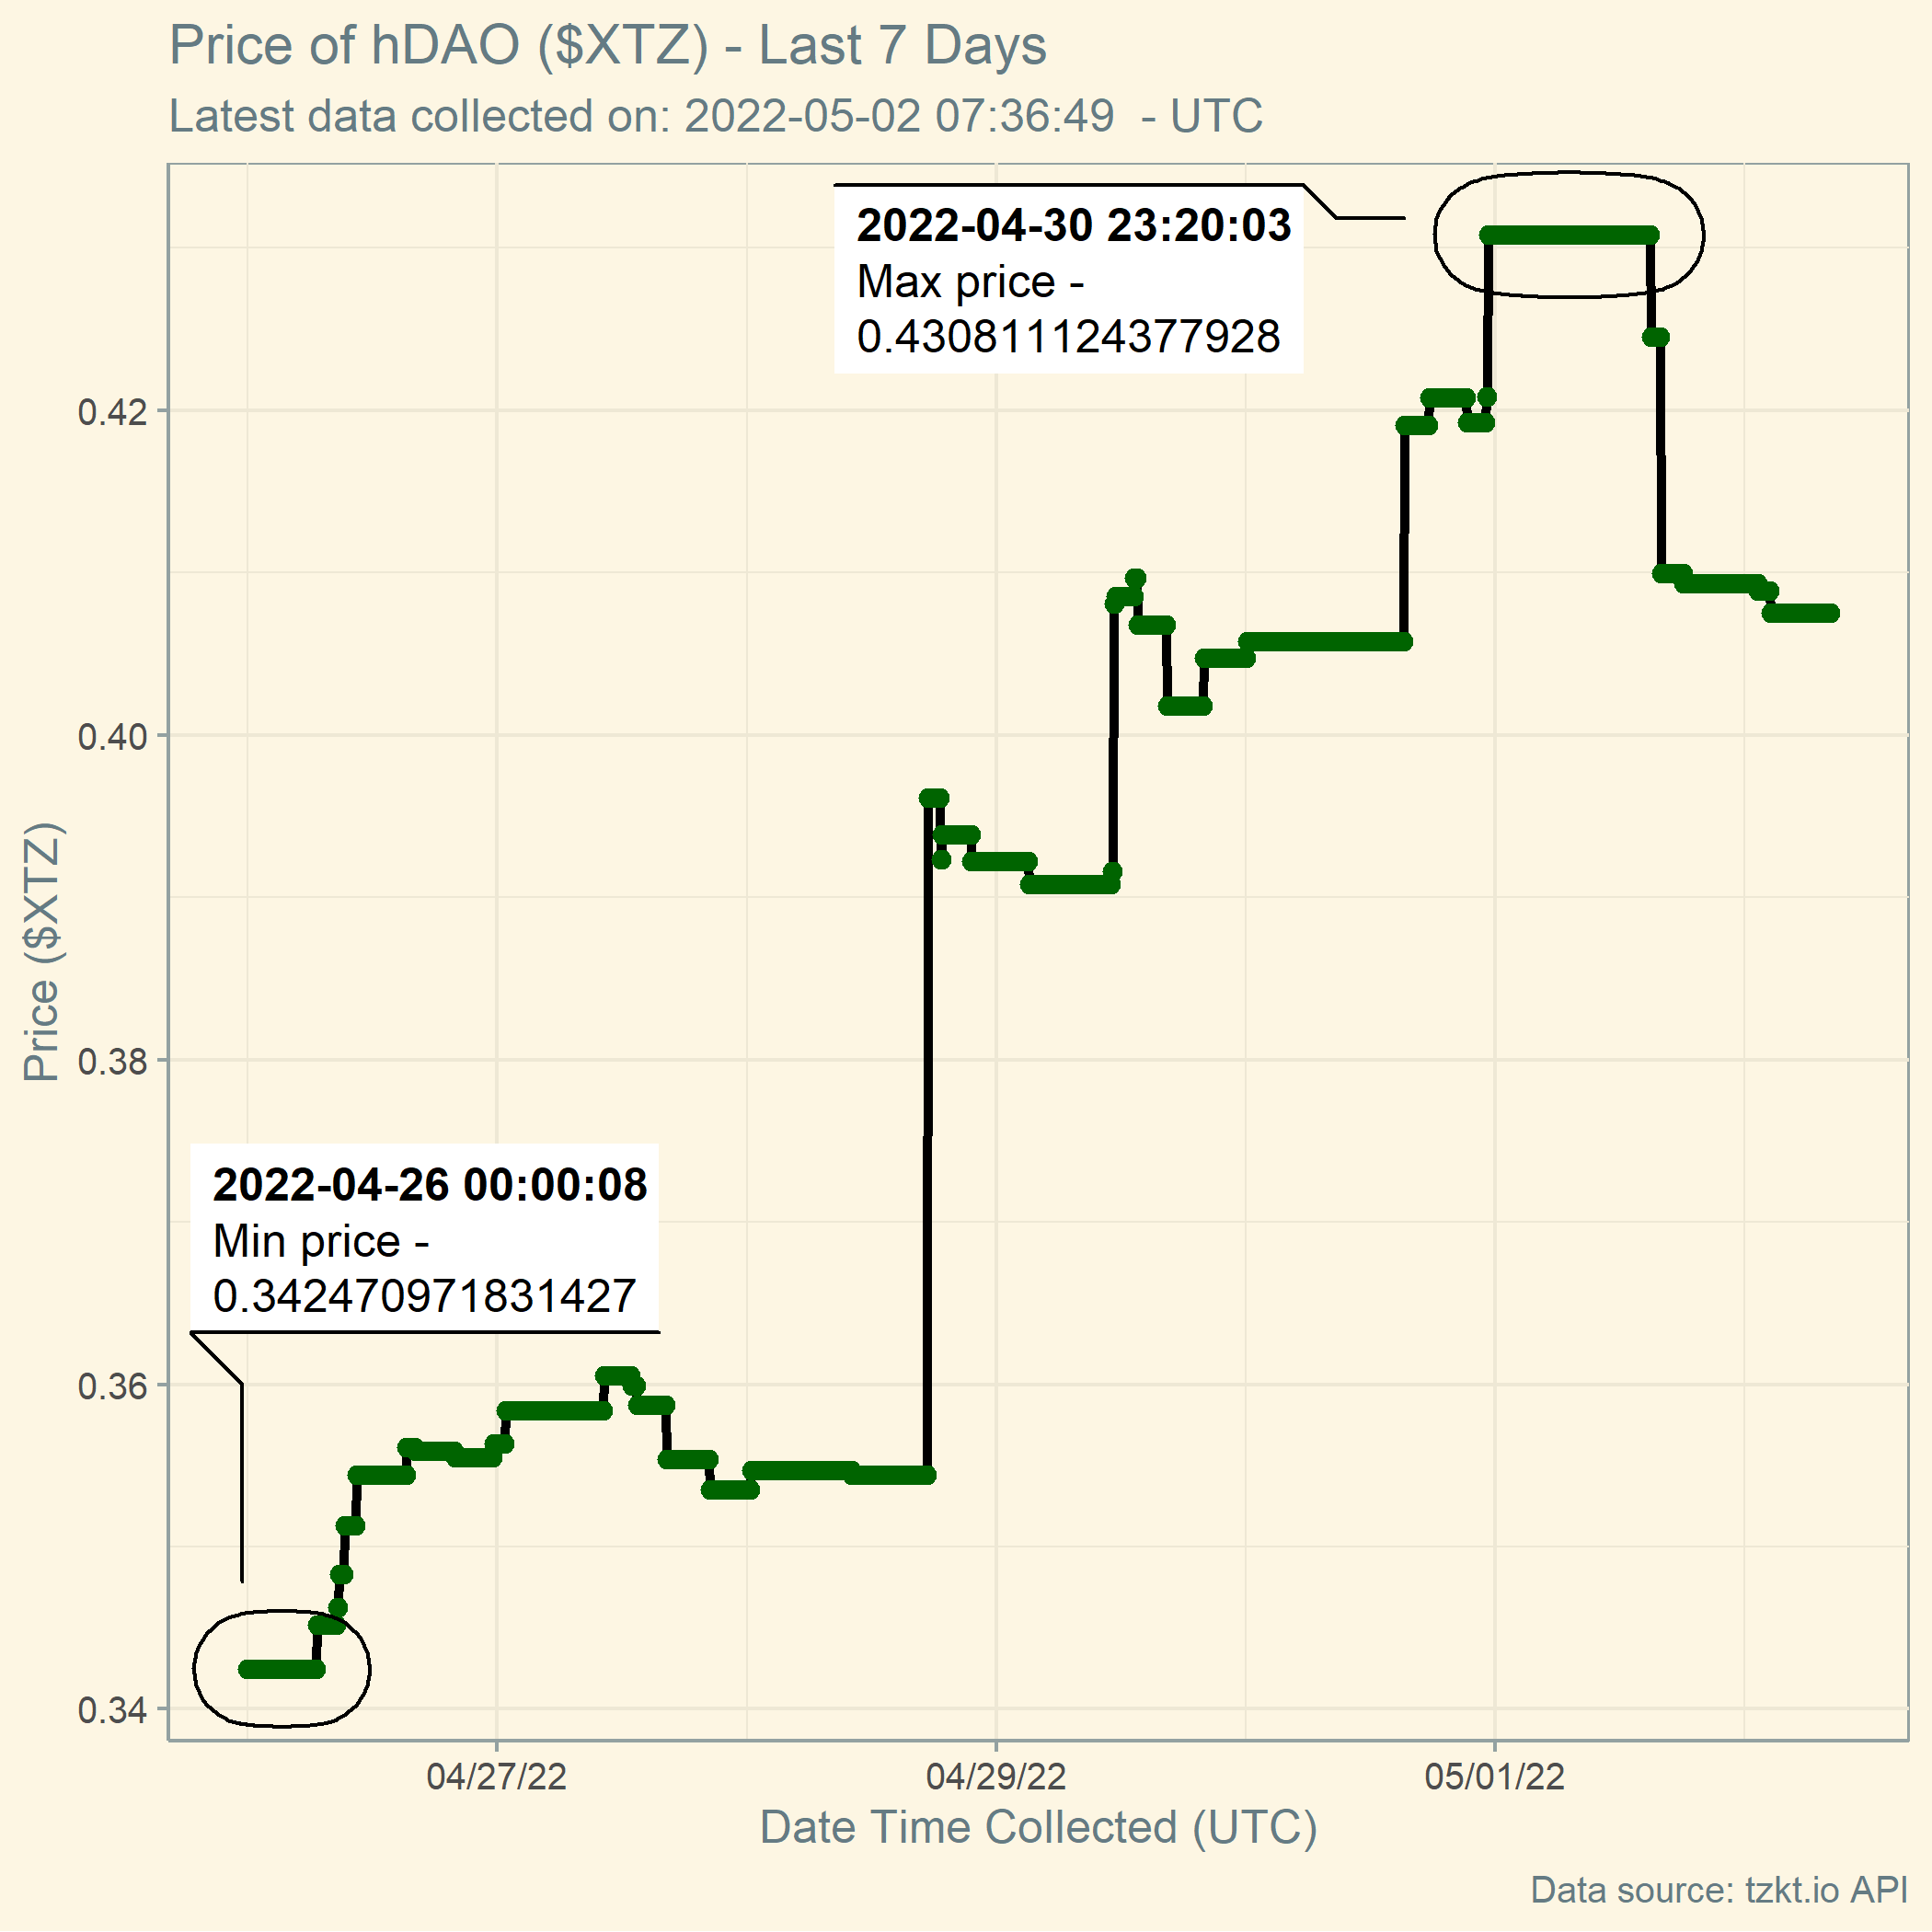 Price of hDAO ($XTZ) - Last 7 Days
Latest data collected on: 2022-05-02 07:36:49  - UTC
2022-04-30 23:20:03
Max price -
0.430811124377928
0.42
0.40
Price ($XTZ)
0.38
2022-04-26 00:00:08
Min price -
0.342470971831427
0.36
0.34
04/27/22
04/29/22
05/01/22
Date Time Collected (UTC)
Data source: tzkt.io API